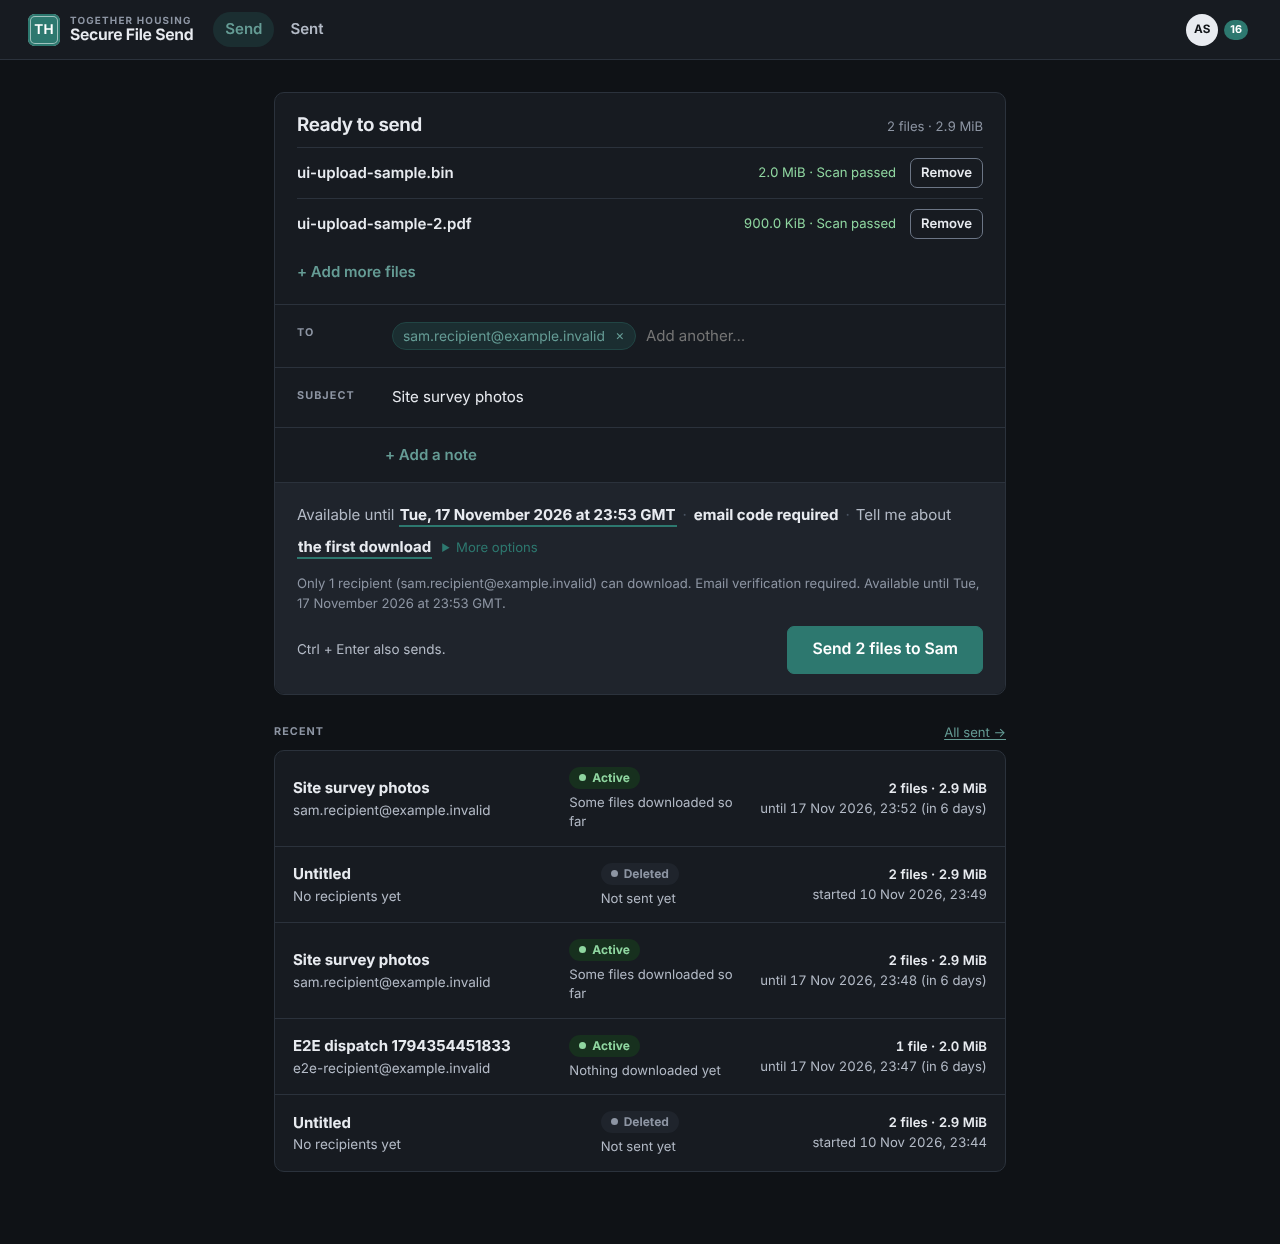 TH
TOGETHER HOUSING
Secure File Send
Send
Sent
AS
16
Ready to send
2 files · 2.9 MiB
ui-upload-sample.bin
2.0 MiB · Scan passed
Remove
ui-upload-sample-2.pdf
900.0 KiB · Scan passed
Remove
+ Add more files
TO
sam.recipient@example.invalid ×
Add another...
SUBJECT
Site survey photos
+ Add a note
Available until Tue, 17 November 2026 at 23:53 GMT · email code required · Tell me about
the first download ▶ More options
Only 1 recipient (sam.recipient@example.invalid) can download. Email verification required. Available until Tue,
17 November 2026 at 23:53 GMT.
Ctrl + Enter also sends.
Send 2 files to Sam
RECENT
All sent →
Site survey photos
sam.recipient@example.invalid
Active
Some files downloaded so
far
2 files · 2.9 MiB
until 17 Nov 2026, 23:52 (in 6 days)
Untitled
No recipients yet
Deleted
Not sent yet
2 files · 2.9 MiB
started 10 Nov 2026, 23:49
Site survey photos
sam.recipient@example.invalid
Active
Some files downloaded so
far
2 files · 2.9 MiB
until 17 Nov 2026, 23:48 (in 6 days)
E2E dispatch 1794354451833
e2e-recipient@example.invalid
Active
Nothing downloaded yet
1 file · 2.0 MiB
until 17 Nov 2026, 23:47 (in 6 days)
Untitled
No recipients yet
Deleted
Not sent yet
2 files · 2.9 MiB
started 10 Nov 2026, 23:44